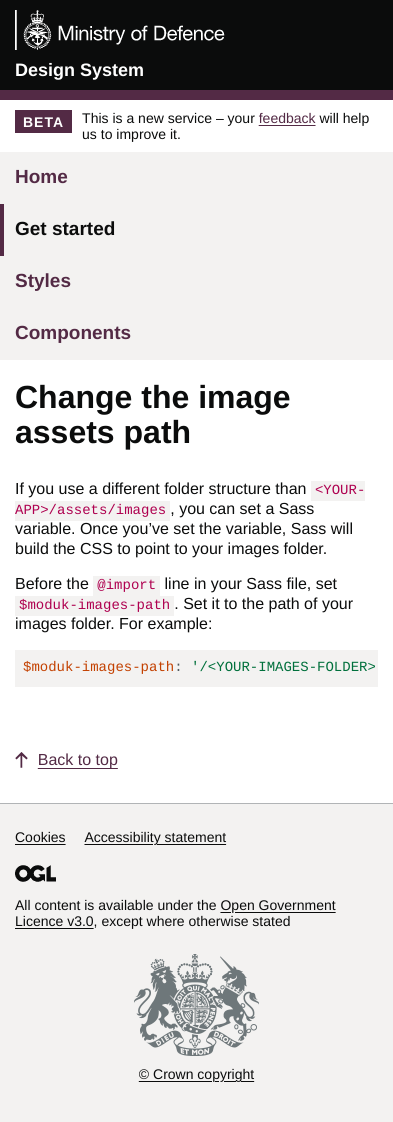 Ministry of Defence
Design System
BETA
This is a new service – your feedback will help
us to improve it.
Home
Get started
Styles
Components
Change the image
assets path
If you use a different folder structure than <YOUR-
APP>/assets/images, you can set a Sass
variable. Once you’ve set the variable, Sass will
build the CSS to point to your images folder.
Before the @import line in your Sass file, set
$moduk-images-path. Set it to the path of your
images folder. For example:
$moduk-images-path: '/<YOUR-IMAGES-FOLDER>
Back to top
Cookies Accessibility statement
OGL
All content is available under the Open Government
Licence v3.0, except where otherwise stated
DIEU ET MON DROIT
© Crown copyright